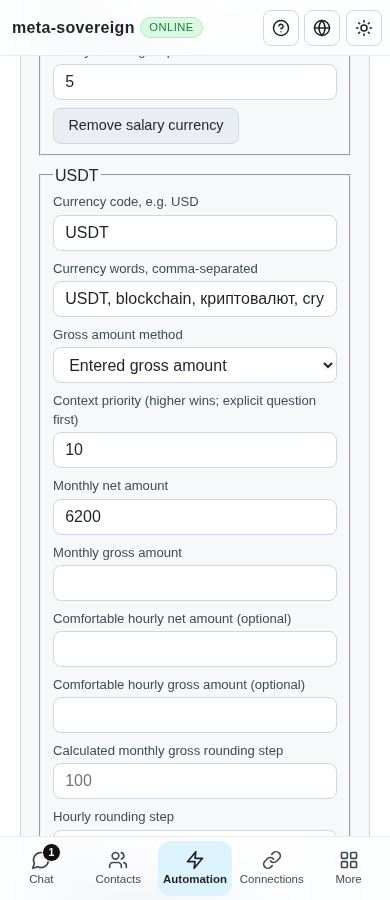 meta-sovereign ONLINE
5
Remove salary currency
USDT
Currency code, e.g. USD
USDT
Currency words, comma-separated
USDT, blockchain, криптовалют, cry
Gross amount method
Entered gross amount
Context priority (higher wins; explicit question
first)
10
Monthly net amount
6200
Monthly gross amount
Comfortable hourly net amount (optional)
Comfortable hourly gross amount (optional)
Calculated monthly gross rounding step
100
Hourly rounding step
1
Chat Contacts Automation Connections More